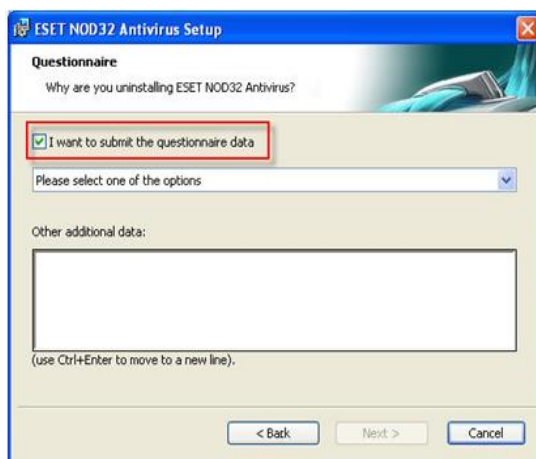 ESET NOD32 Antivirus Setup
Questionnaire
Why are you uninstalling ESET NOD32 Antivirus?
I want to submit the questionnaire data
Please select one of the options
Other additional data:
(use Ctrl+Enter to move to a new line).
< Back
Next >
Cancel